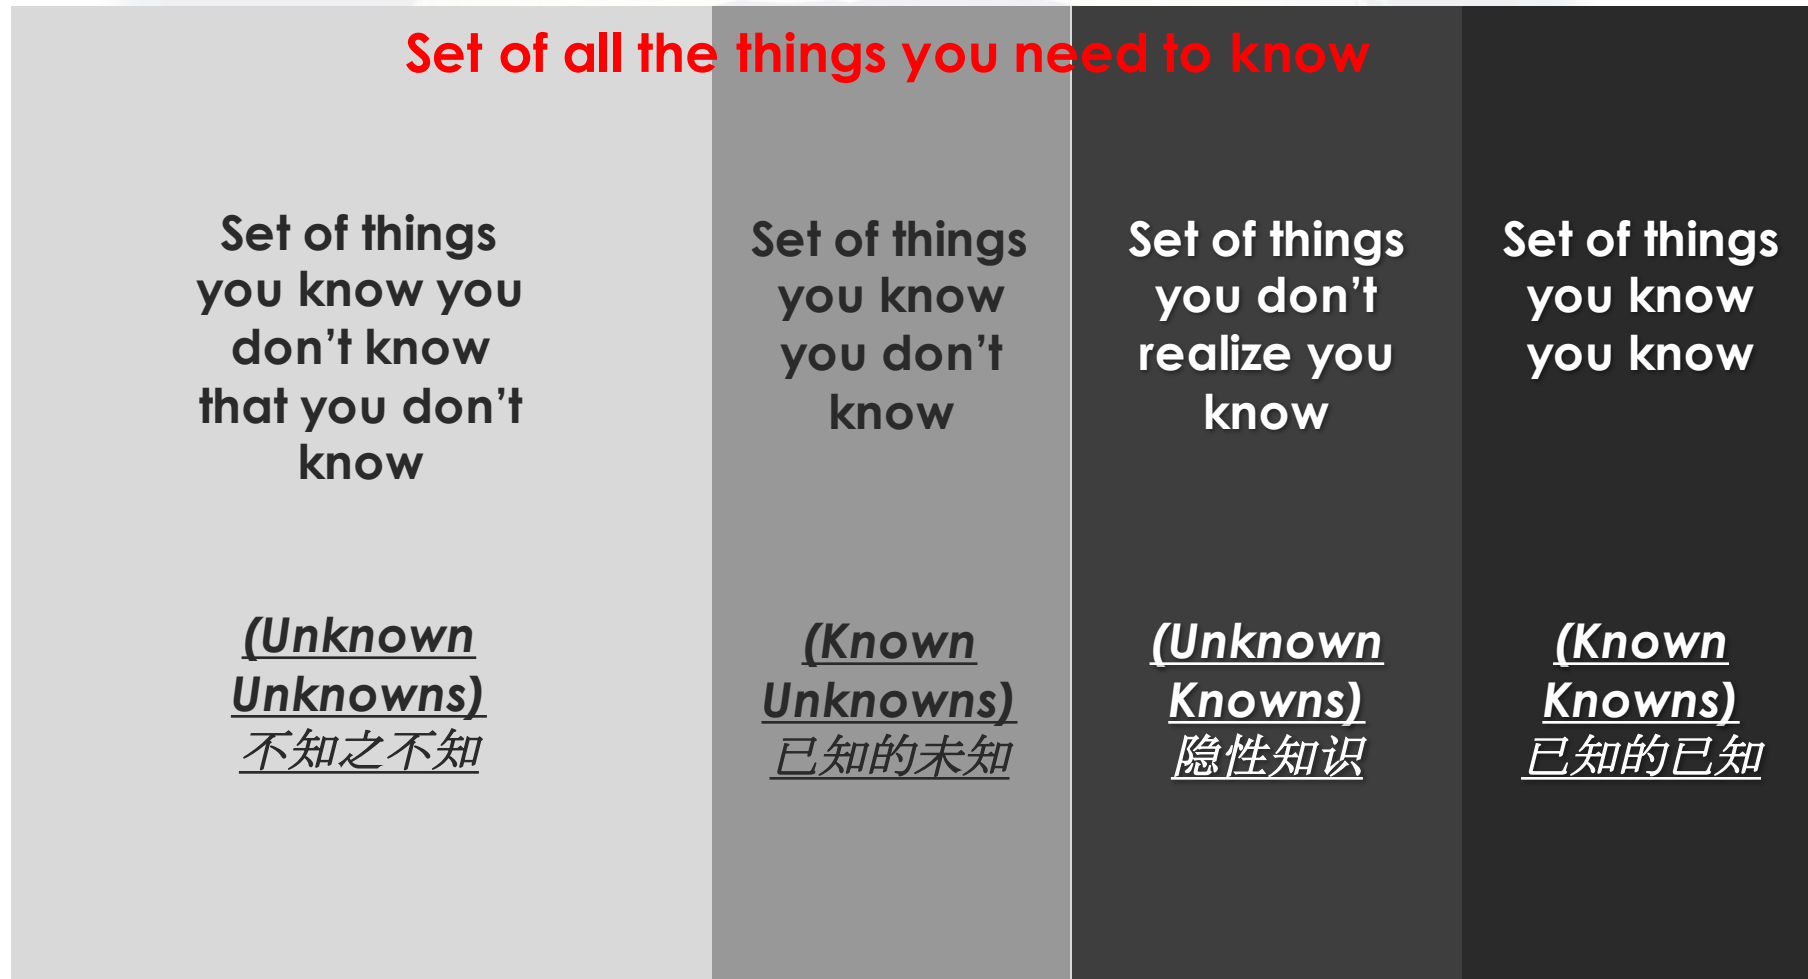 Set of all the things you need to know
Set of things
you know you
don’t know
that you don’t
know
(Unknown
Unknowns)
不知之不知
Set of things
you know
you don’t
know
(Known
Unknowns)
已知的未知
Set of things
you don’t
realize you
know
(Unknown
Knowns)
隐性知识
Set of things
you know
you know
(Known
Knowns)
已知的已知